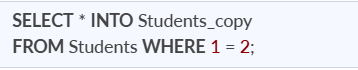 SELECT * INTO Students_copy
FROM Students WHERE 1 = 2;